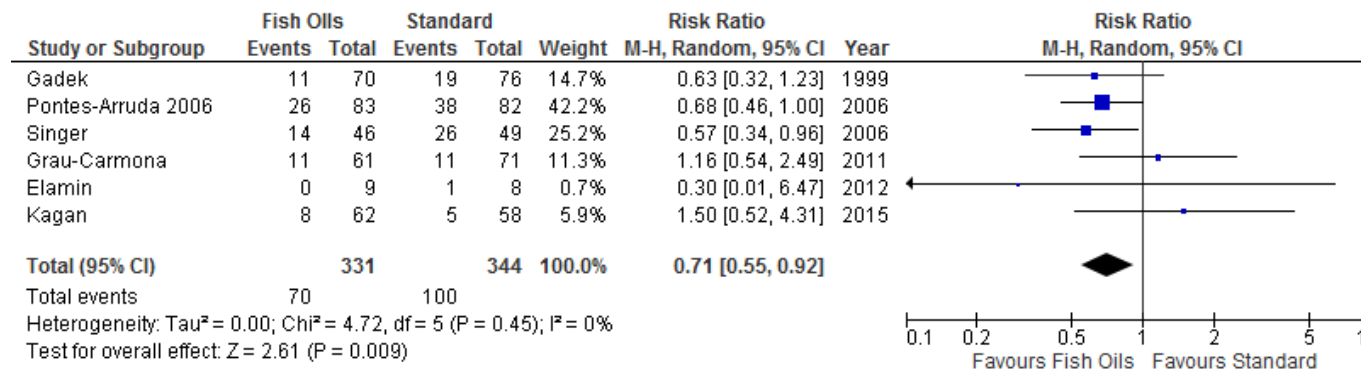 Fish Oils Standard Risk Ratio Risk Ratio
Study or Subgroup Events Total Events Total Weight M-H, Random, 95% CI Year M-H, Random, 95% CI
Gadek 11 70 19 76 14.7% 0.63 [0.32, 1.23] 1999
Pontes-Arruda 2006 26 83 38 82 42.2% 0.68 [0.46, 1.00] 2006
Singer 14 46 26 49 25.2% 0.57 [0.34, 0.96] 2006
Grau-Carmona 11 61 11 71 11.3% 1.16 [0.54, 2.49] 2011
Elamin 0 9 1 8 0.7% 0.30 [0.01, 6.47] 2012
Kagan 8 62 5 58 5.9% 1.50 [0.52, 4.31] 2015
Total (95% CI) 331 344 100.0% 0.71 [0.55, 0.92]
Total events 70 100
Heterogeneity: Tau² = 0.00; Chi² = 4.72, df = 5 (P = 0.45); I² = 0%
Test for overall effect: Z = 2.61 (P = 0.009)
0.1 0.2 0.5 1 2 5
Favours Fish Oils Favours Standard